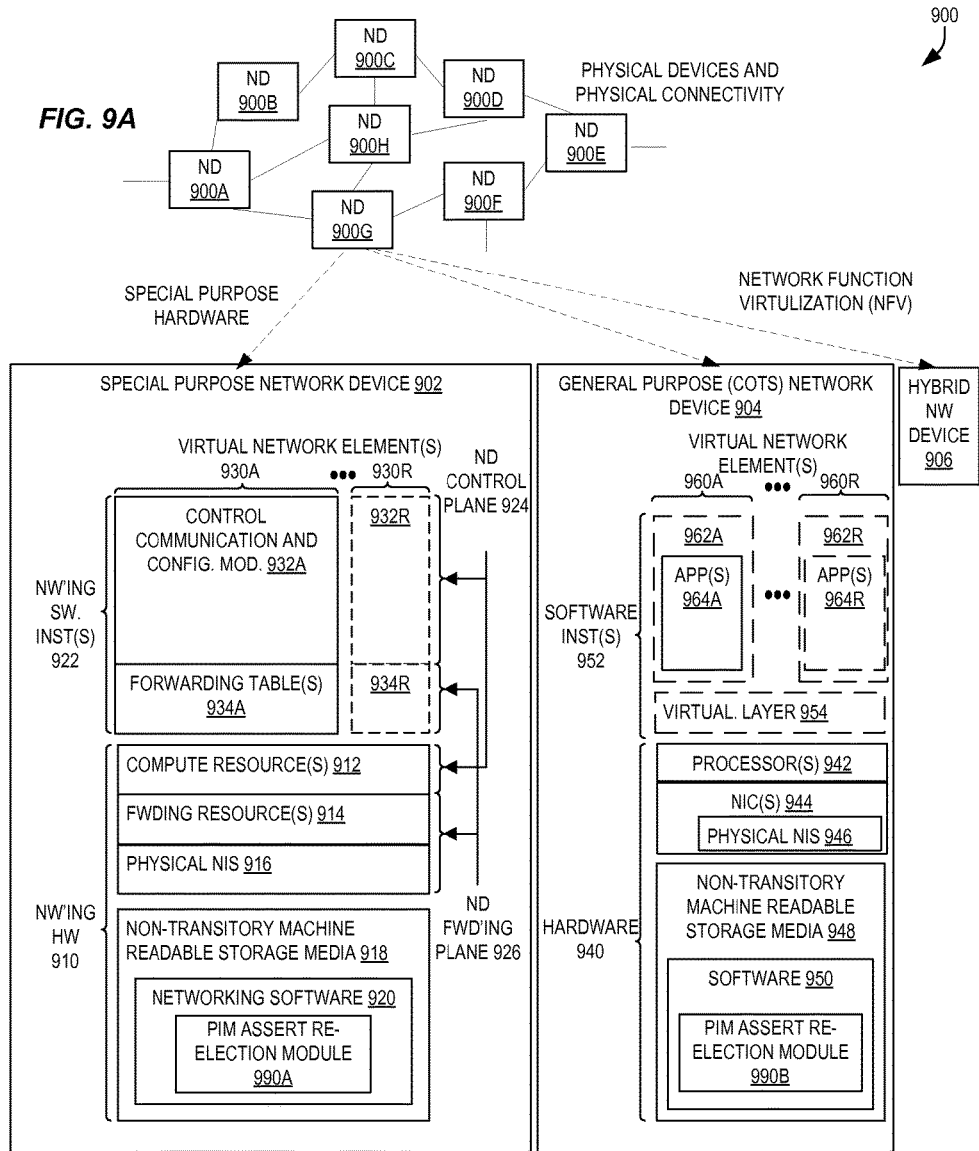 900
FIG. 9A
ND
900C
ND
900B
ND
900D
PHYSICAL DEVICES AND
PHYSICAL CONNECTIVITY
ND
900H
ND
900E
ND
900A
ND
900F
ND
900G
SPECIAL PURPOSE
HARDWARE
NETWORK FUNCTION
VIRTULIZATION (NFV)
SPECIAL PURPOSE NETWORK DEVICE 902
VIRTUAL NETWORK ELEMENT(S)
930A ••• 930R
ND
CONTROL
PLANE 924
CONTROL
COMMUNICATION AND
CONFIG. MOD. 932A
932R
NW'ING
SW.
INST(S)
922
FORWARDING TABLE(S)
934A
934R
COMPUTE RESOURCE(S) 912
FWDING RESOURCE(S) 914
PHYSICAL NIS 916
ND
FWD'ING
PLANE 926
NW'ING
HW
910
NON-TRANSITORY MACHINE
READABLE STORAGE MEDIA 918
NETWORKING SOFTWARE 920
PIM ASSERT RE-
ELECTION MODULE
990A
GENERAL PURPOSE (COTS) NETWORK
DEVICE 904
VIRTUAL NETWORK
ELEMENT(S)
960A ••• 960R
962A
962R
APP(S)
964A
•••
APP(S)
964R
SOFTWARE
INST(S)
952
VIRTUAL. LAYER 954
PROCESSOR(S) 942
NIC(S) 944
PHYSICAL NIS 946
HARDWARE
940
NON-TRANSITORY
MACHINE READABLE
STORAGE MEDIA 948
SOFTWARE 950
PIM ASSERT RE-
ELECTION MODULE
990B
HYBRID
NW
DEVICE
906